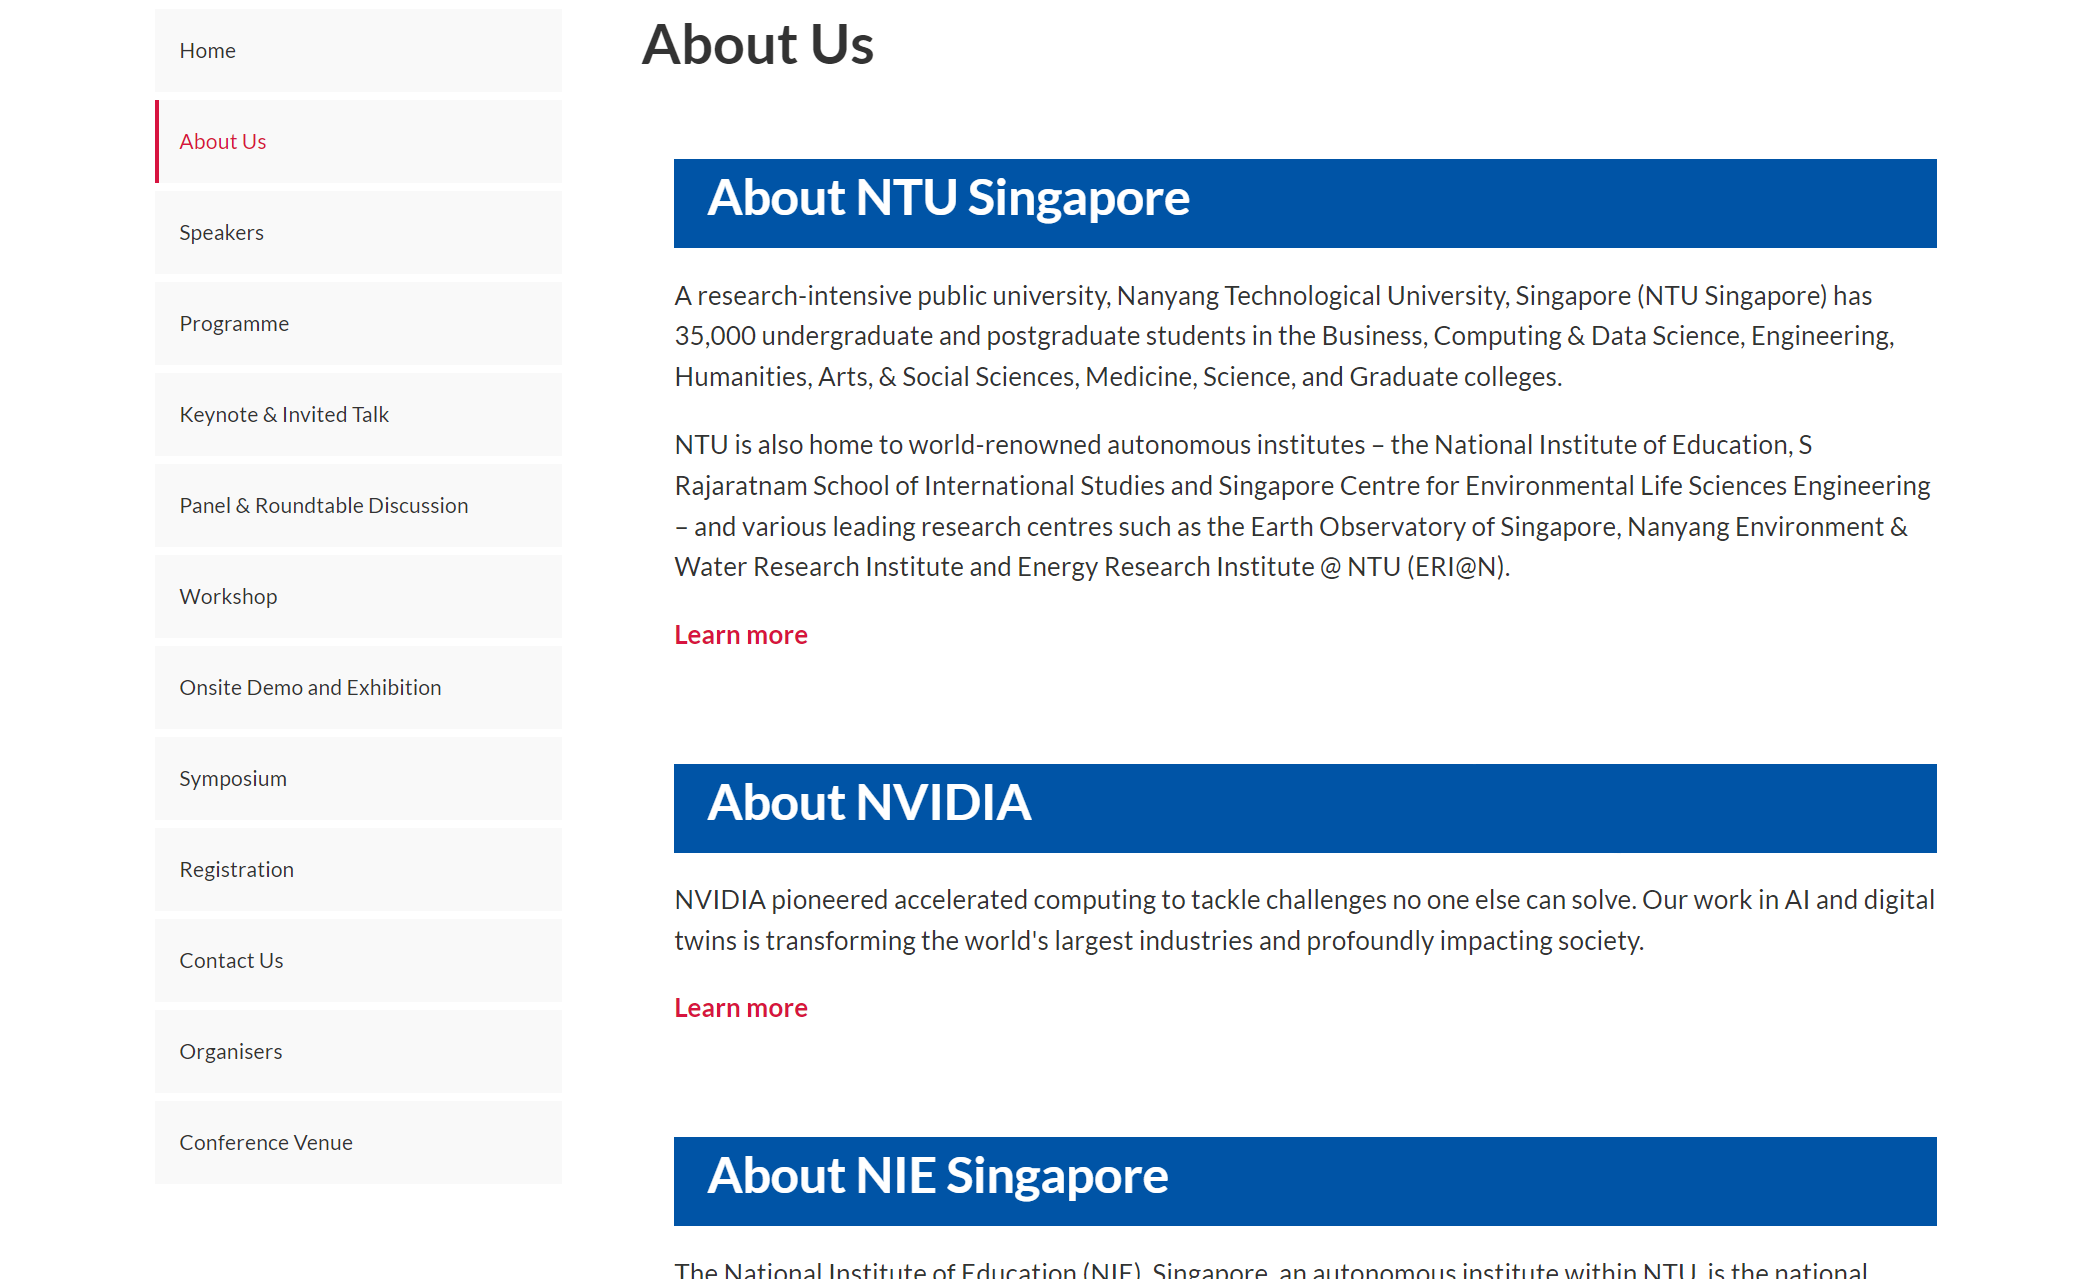 Home
About Us
Speakers
Programme
Keynote & Invited Talk
Panel & Roundtable Discussion
Workshop
Onsite Demo and Exhibition
Symposium
Registration
Contact Us
Organisers
Conference Venue
About Us
About NTU Singapore
A research-intensive public university, Nanyang Technological University, Singapore (NTU Singapore) has
35,000 undergraduate and postgraduate students in the Business, Computing & Data Science, Engineering,
Humanities, Arts, & Social Sciences, Medicine, Science, and Graduate colleges.
NTU is also home to world-renowned autonomous institutes – the National Institute of Education, S
Rajaratnam School of International Studies and Singapore Centre for Environmental Life Sciences Engineering
– and various leading research centres such as the Earth Observatory of Singapore, Nanyang Environment &
Water Research Institute and Energy Research Institute @ NTU (ERI@N).
Learn more
About NVIDIA
NVIDIA pioneered accelerated computing to tackle challenges no one else can solve. Our work in AI and digital
twins is transforming the world's largest industries and profoundly impacting society.
Learn more
About NIE Singapore
The National Institute of Education (NIE), Singapore, an autonomous institute within NTU, is the national